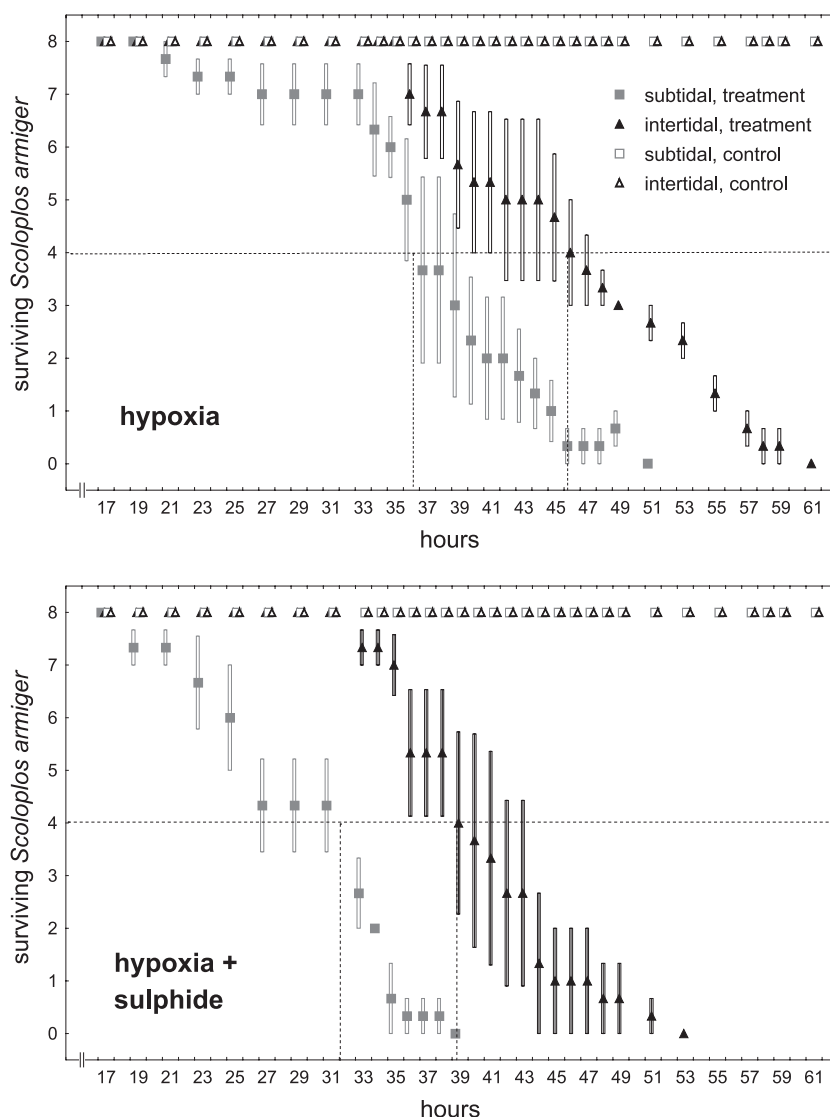 8
7
6
5
4
3
2
1
0
surviving Scoloplos armiger
subtidal, treatment
intertidal, treatment
subtidal, control
intertidal, control
hypoxia
17 19 21 23 25 27 29 31 33 35 37 39 41 43 45 47 49 51 53 55 57 59 61
hours
8
7
6
5
4
3
2
1
0
surviving Scoloplos armiger
hypoxia +
sulphide
17 19 21 23 25 27 29 31 33 35 37 39 41 43 45 47 49 51 53 55 57 59 61
hours